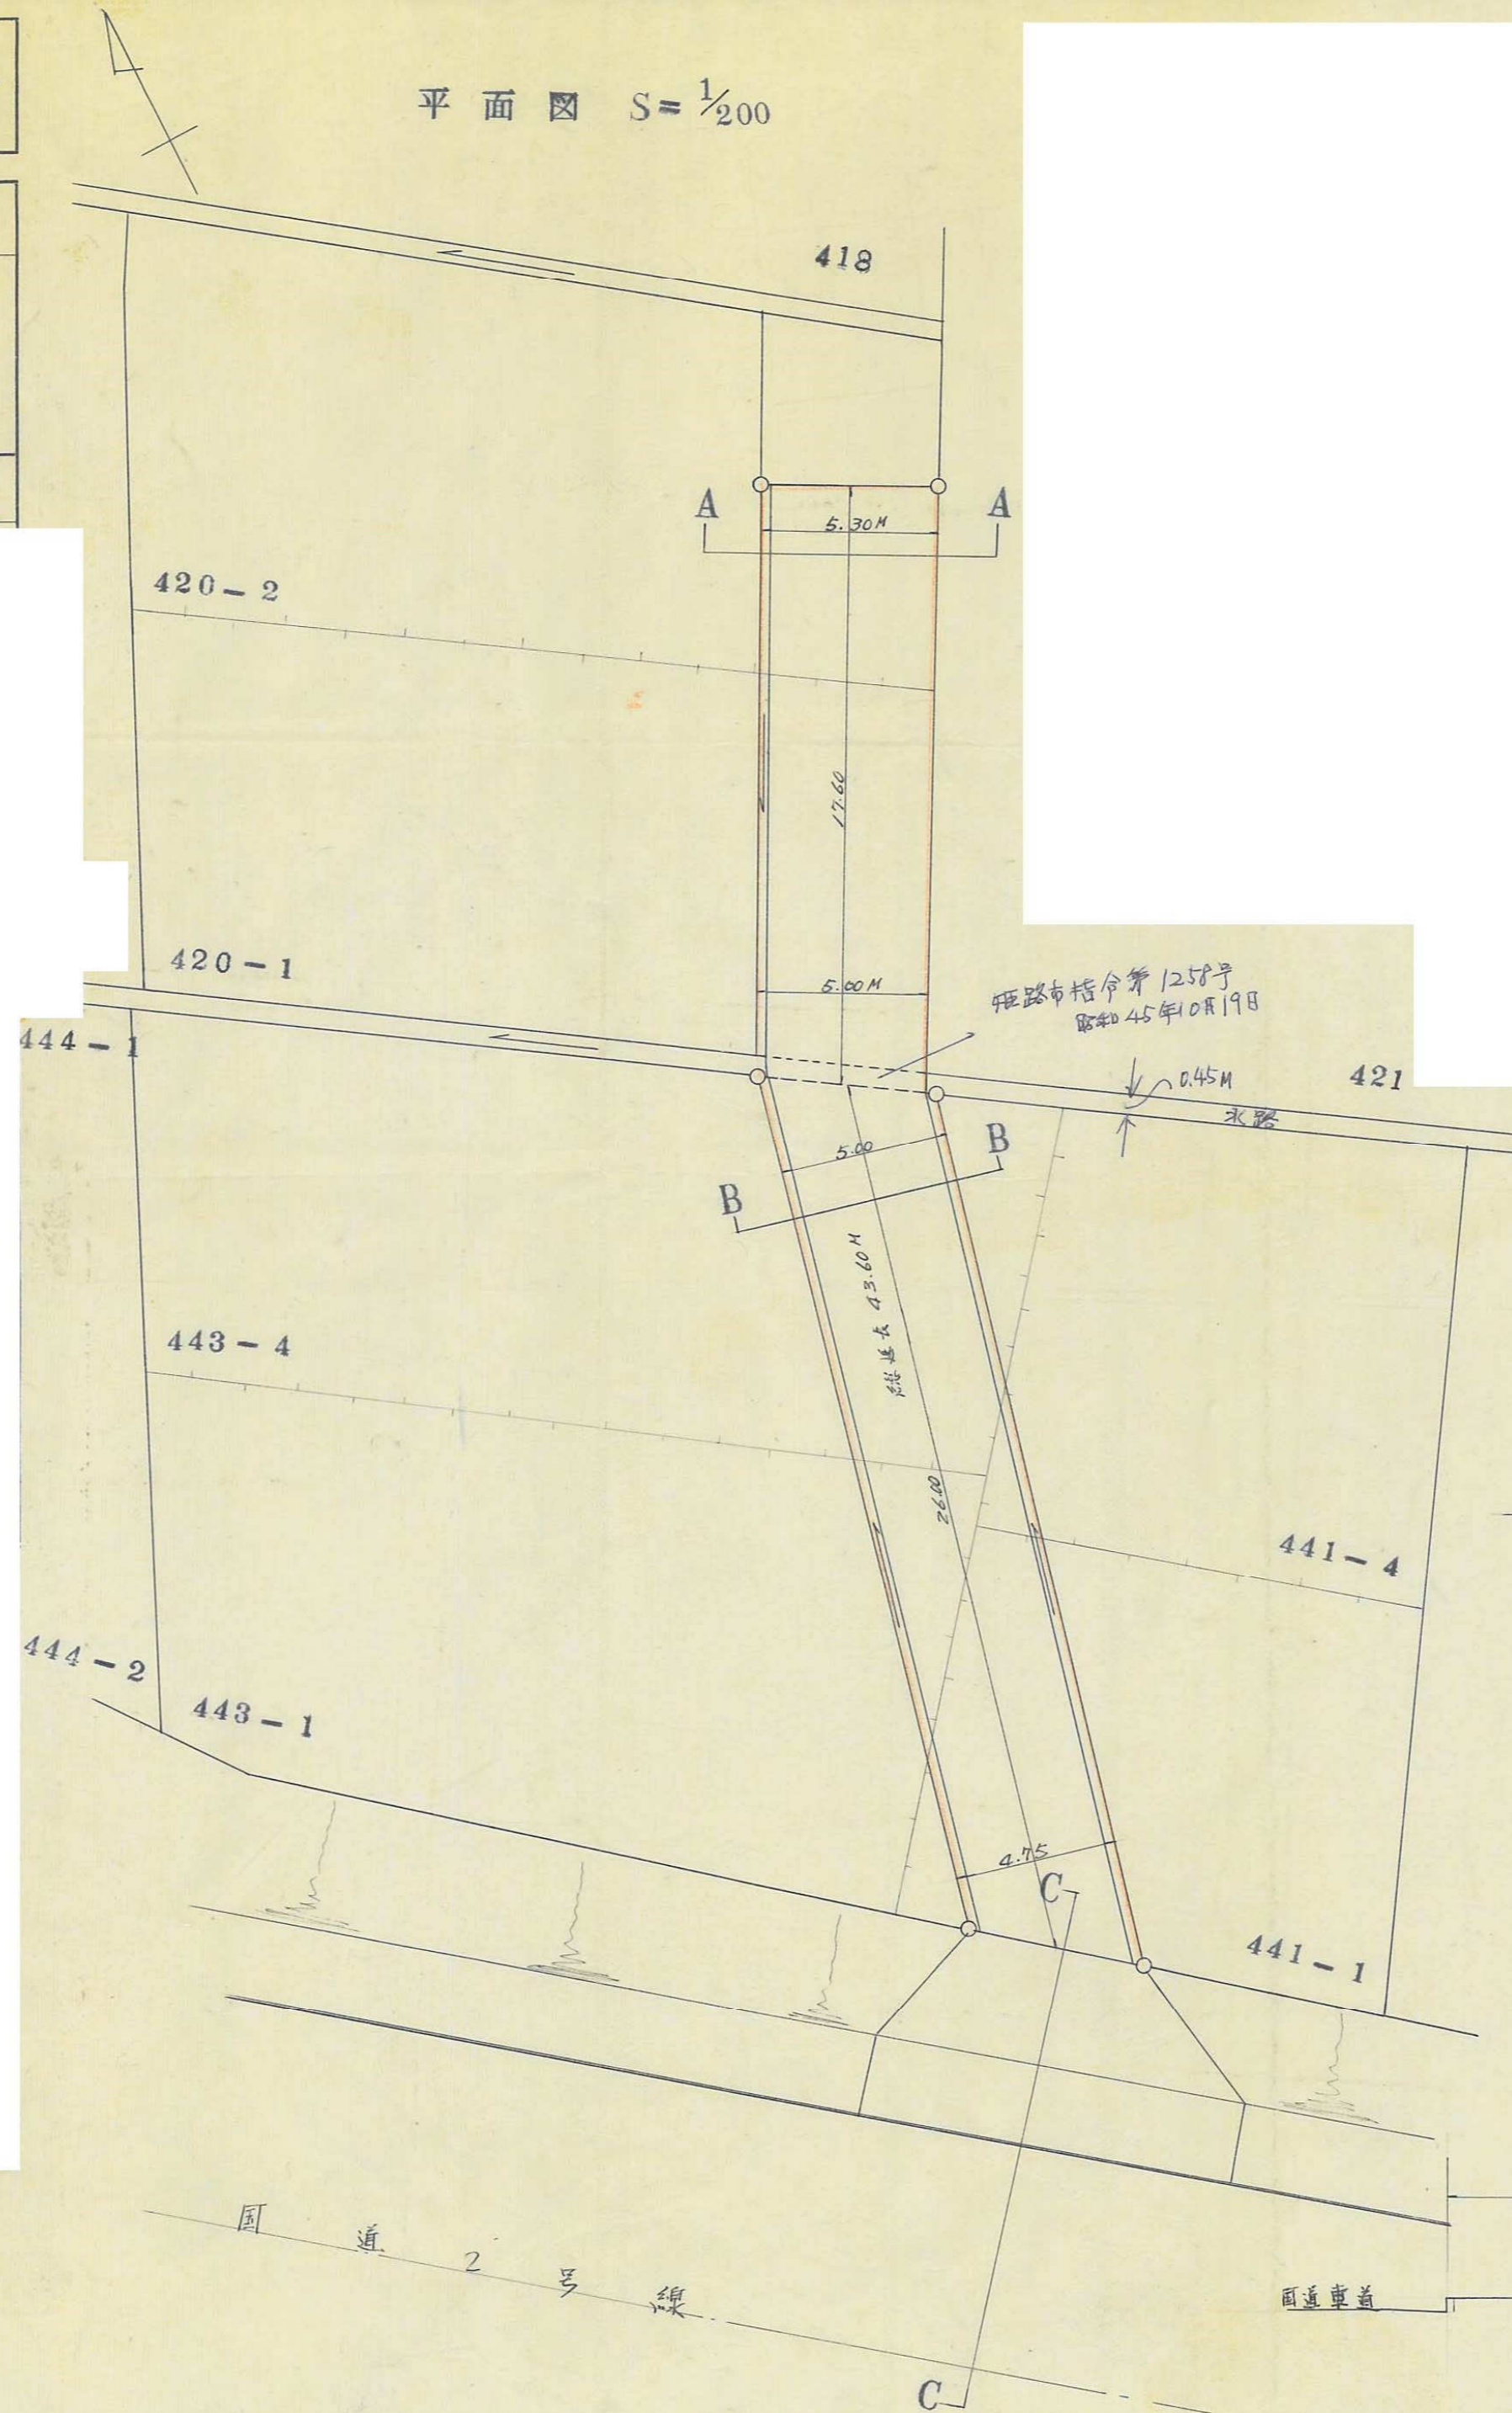 平面図 S=1/200
418
A
A
5.30M
420-2
17.60
420-1
5.00M
姫路市指令第1258号
昭和45年10月19日
444-1
0.45M
421
水路
5.00
B
B
総延長 43.60M
443-4
26.00
441-4
444-2
443-1
4.75
C
441-1
国道2号線
国道車道
C